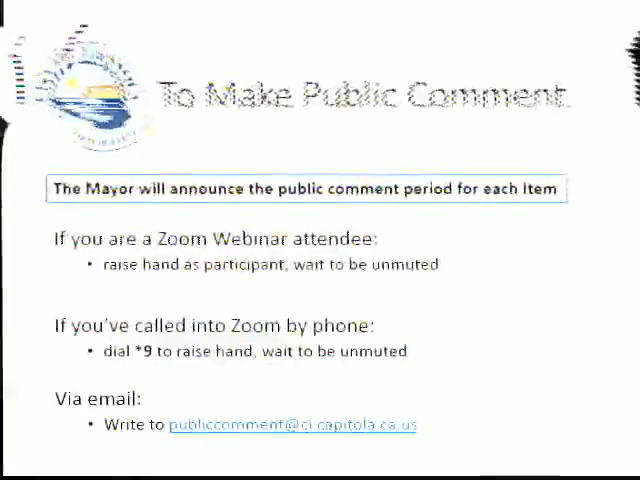 To Make Public Comment
The Mayor will announce the public comment period for each item
If you are a Zoom Webinar attendee:
• raise hand as participant, wait to be unmuted
If you've called into Zoom by phone:
• dial *9 to raise hand, wait to be unmuted
Via email:
• Write to publiccomment@ci.capitola.ca.us